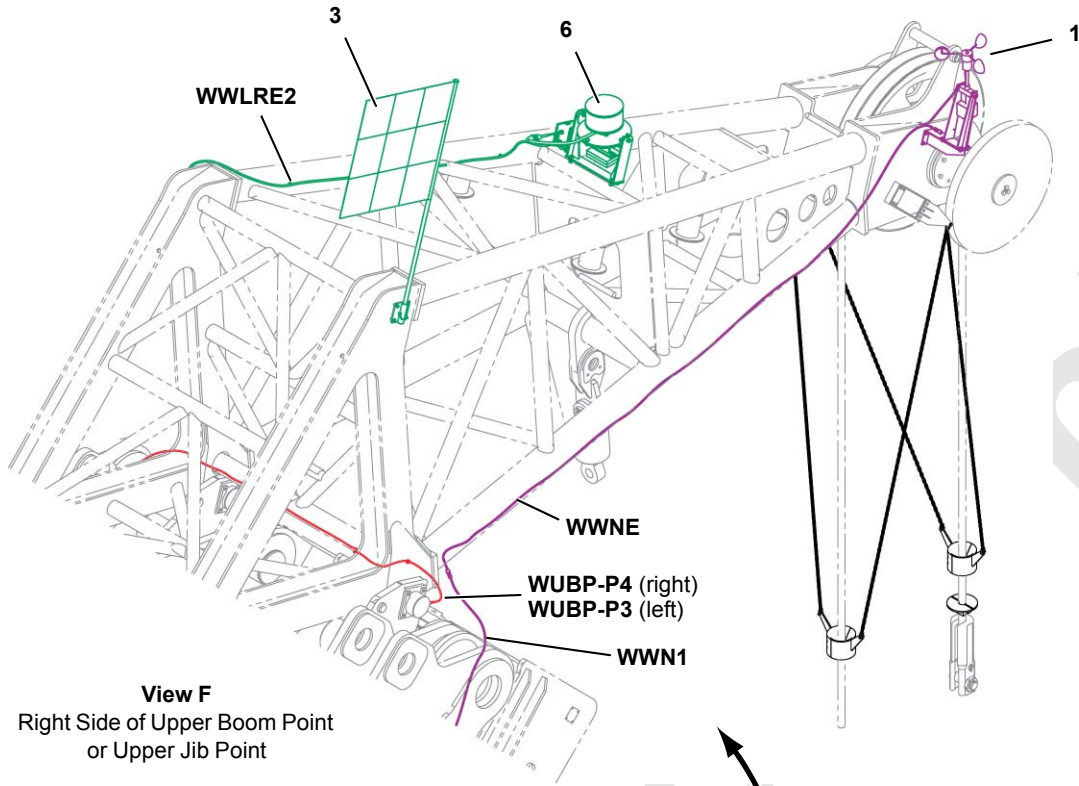 3
6
1
WWLRE2
WWNE
WUBP-P4 (right)
WUBP-P3 (left)
WWN1
View F
Right Side of Upper Boom Point
or Upper Jib Point